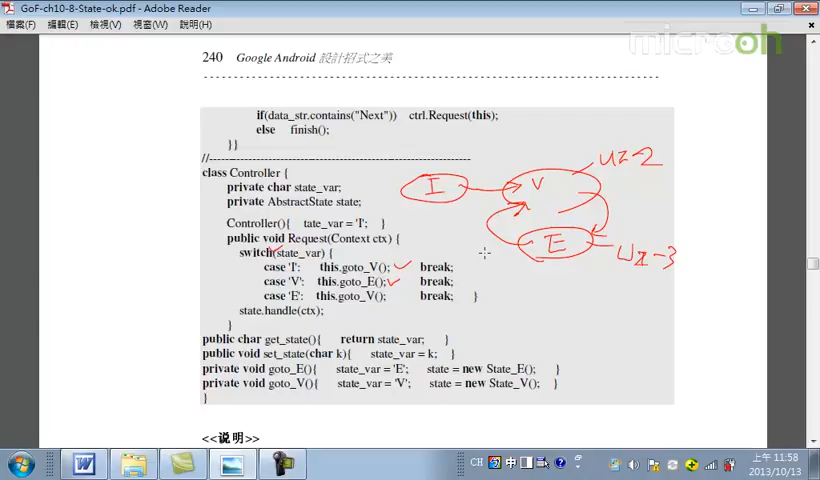 GoF-ch10-8-State-ok.pdf - Adobe Reader
檔案(F) 編輯(E) 檢視(V) 視窗(W) 說明(H)
microoh
240 Google Android 設計招式之美
if(data_str.contains("Next")) ctrl.Request(this);
else finish();
}}
//
class Controller {
private char state_var;
private AbstractState state;
Controller(){ tate_var = 'I'; }
public void Request(Context ctx) {
switch(state_var) {
case 'I': this.goto_V(); break;
case 'V': this.goto_E(); break;
case 'E': this.goto_V(); break; }
state.handle(ctx);
}
public char get_state(){ return state_var; }
public void set_state(char k){ state_var = k; }
private void goto_E(){ state_var = 'E'; state = new State_E(); }
private void goto_V(){ state_var = 'V'; state = new State_V(); }
}
I
V
E
UI-2
UI-3
<<說明>>
CH 中
上午 11:58
2013/10/13